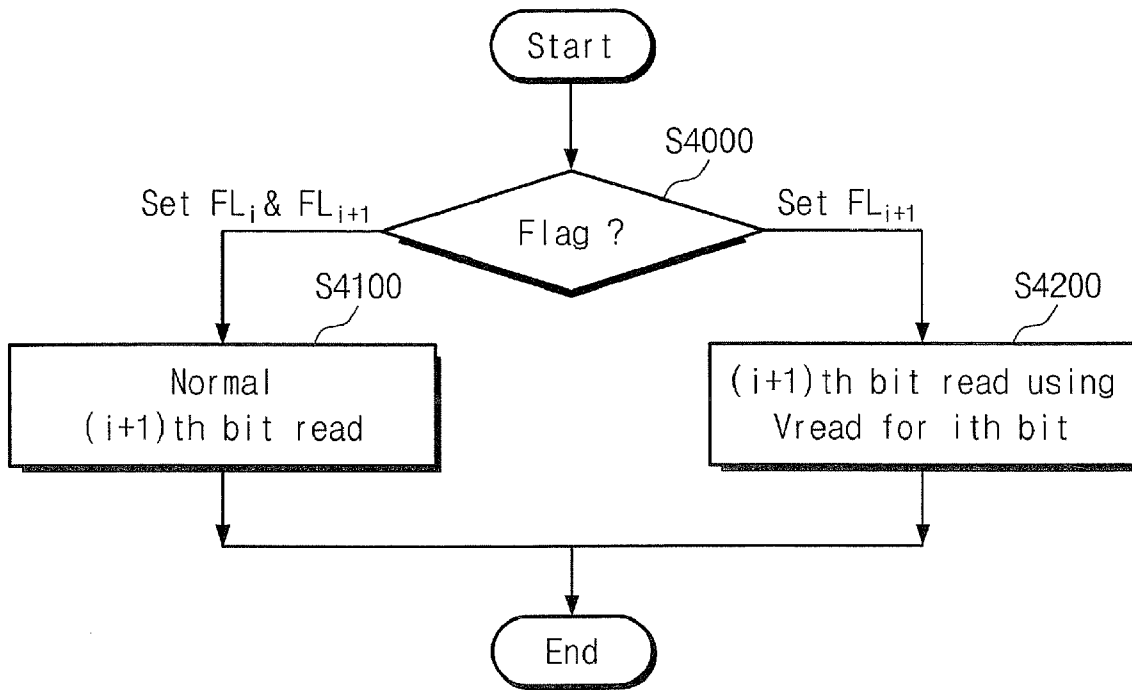 Start
S4000
Set FLi & FLi+1
Flag ?
Set FLi+1
S4100
S4200
Normal
(i+1)th bit read
(i+1)th bit read using
Vread for ith bit
End